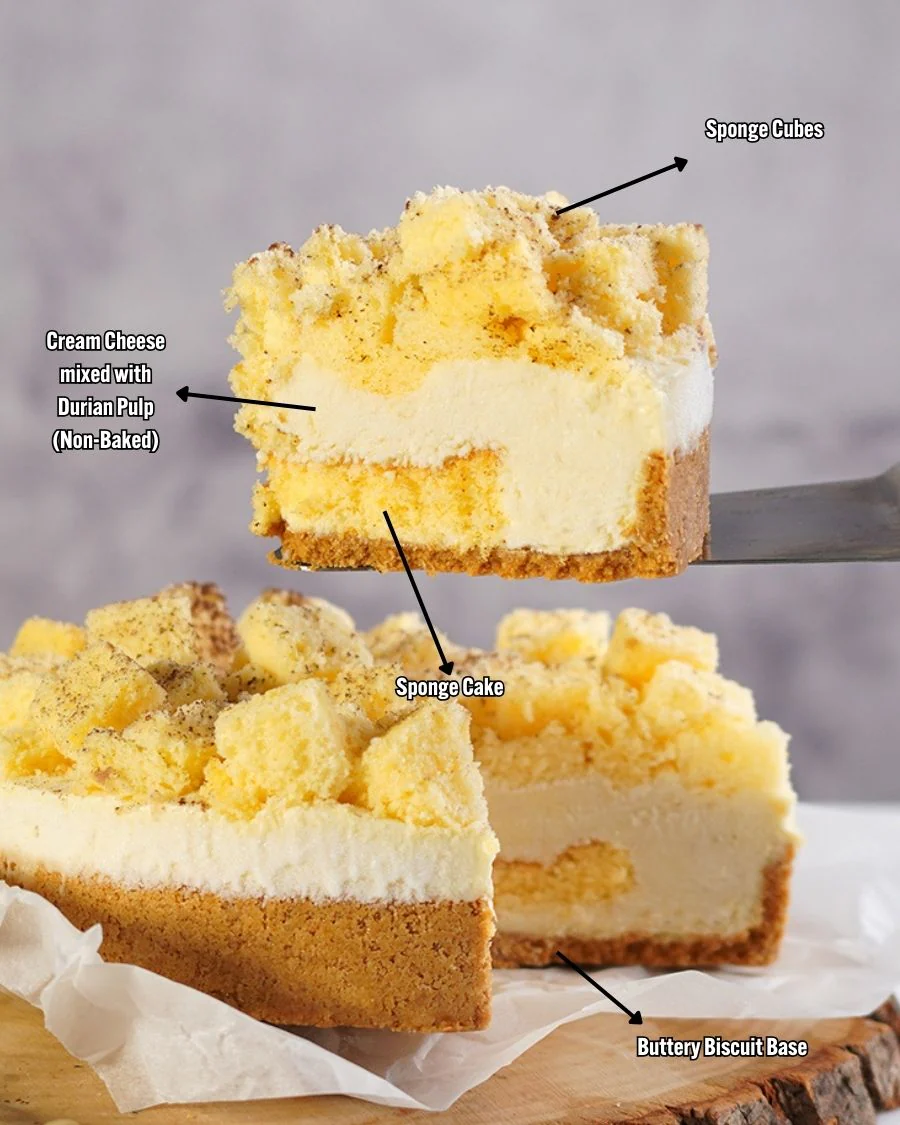 Sponge Cubes
Cream Cheese
mixed with
Durian Pulp
(Non-Baked)
Sponge Cake
Buttery Biscuit Base